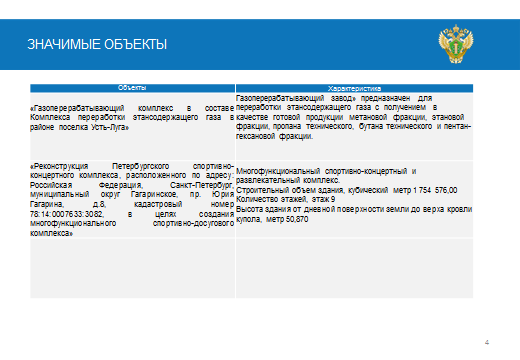 ЗНАЧИМЫЕ ОБЪЕКТЫ
Объекты
Характеристика
«Газоперерабатывающий комплекс в составе
Комплекса переработки этансодержащего газа в
районе поселка Усть-Луга»
Газоперерабатывающий завод» предназначен для
переработки этансодержащего газа с получением в
качестве готовой продукции метановой фракции, этановой
фракции, пропана технического, бутана технического и пентан-
гексановой фракции.
«Реконструкция Петербургского спортивно-
концертного комплекса, расположенного по адресу:
Российская Федерация, Санкт-Петербург,
муниципальный округ Гагаринское, пр. Юрия
Гагарина, д.8, кадастровый номер
78:14:0007633:3082, в целях создания
многофункционального спортивно-досугового
комплекса»
Многофункциональный спортивно-концертный и
развлекательный комплекс.
Строительный объем здания, кубический метр 1 754 576,00
Количество этажей, этаж 9
Высота здания от дневной поверхности земли до верха кровли
купола, метр 50,870
4